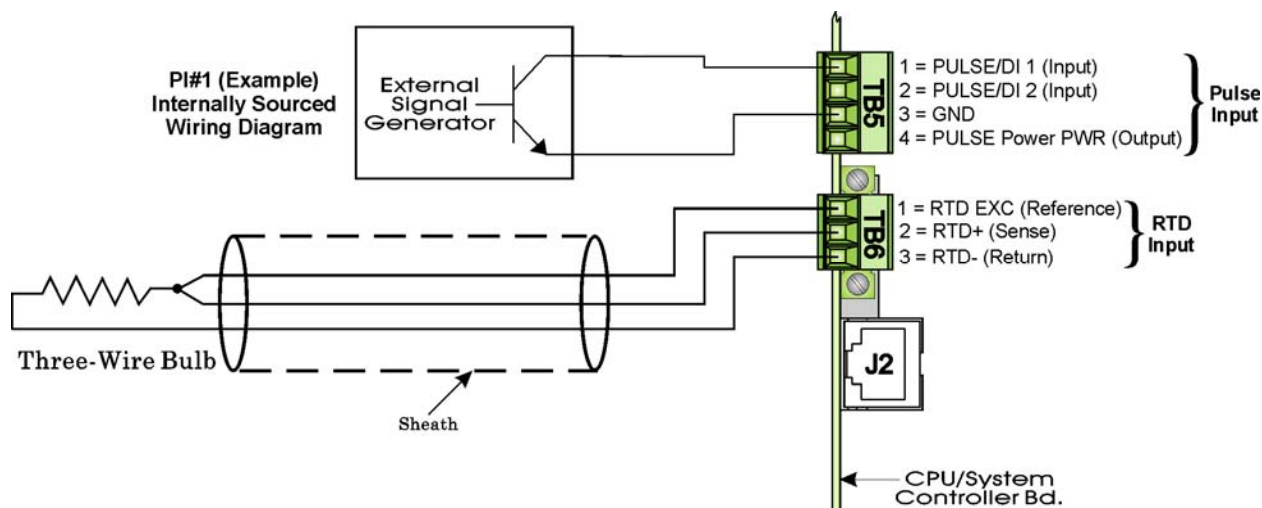 PI#1 (Example)
Internally Sourced
Wiring Diagram
External
Signal
Generator
TB5
1 = PULSE/DI 1 (Input)
2 = PULSE/DI 2 (Input)
3 = GND
4 = PULSE Power PWR (Output)
Pulse
Input
TB6
1 = RTD EXC (Reference)
2 = RTD+ (Sense)
3 = RTD- (Return)
RTD
Input
Three-Wire Bulb
Sheath
J2
CPU/System
Controller Bd.